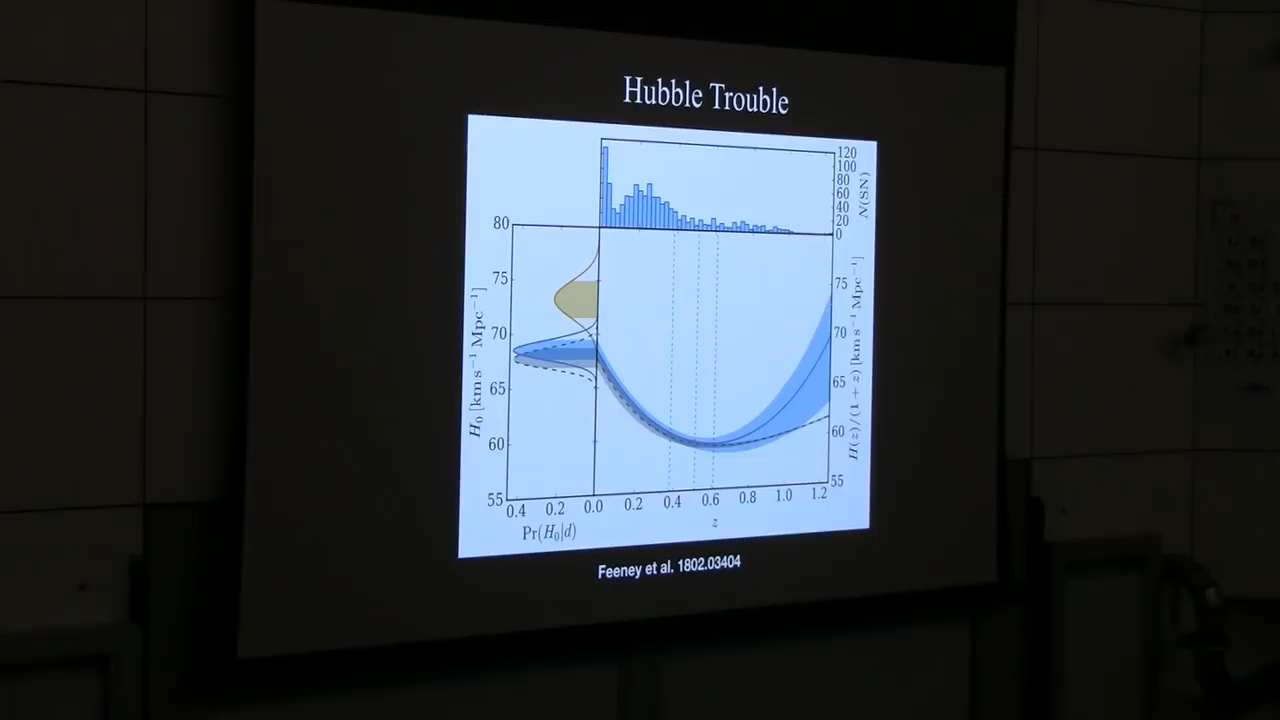 Hubble Trouble
120
100
80
60
40
20
0
N(SN)
80
75
70
65
60
55
H₀ [km s⁻¹ Mpc⁻¹]
75
70
65
60
55
H(z)/(1 + z) [km s⁻¹ Mpc⁻¹]
0.4 0.2 0.0 0.2 0.4 0.6 0.8 1.0 1.2
Pr(H₀|d)
z
Feeney et al. 1802.03404